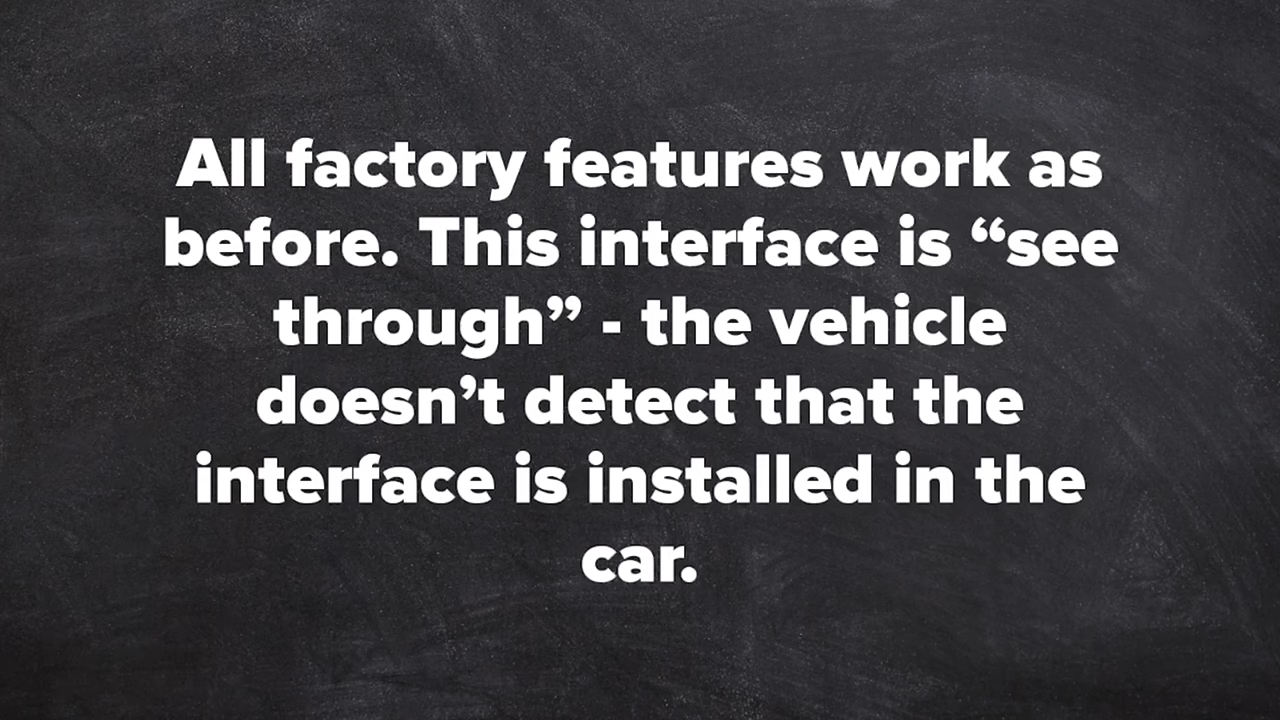 All factory features work as
before. This interface is “see
through” - the vehicle
doesn’t detect that the
interface is installed in the
car.